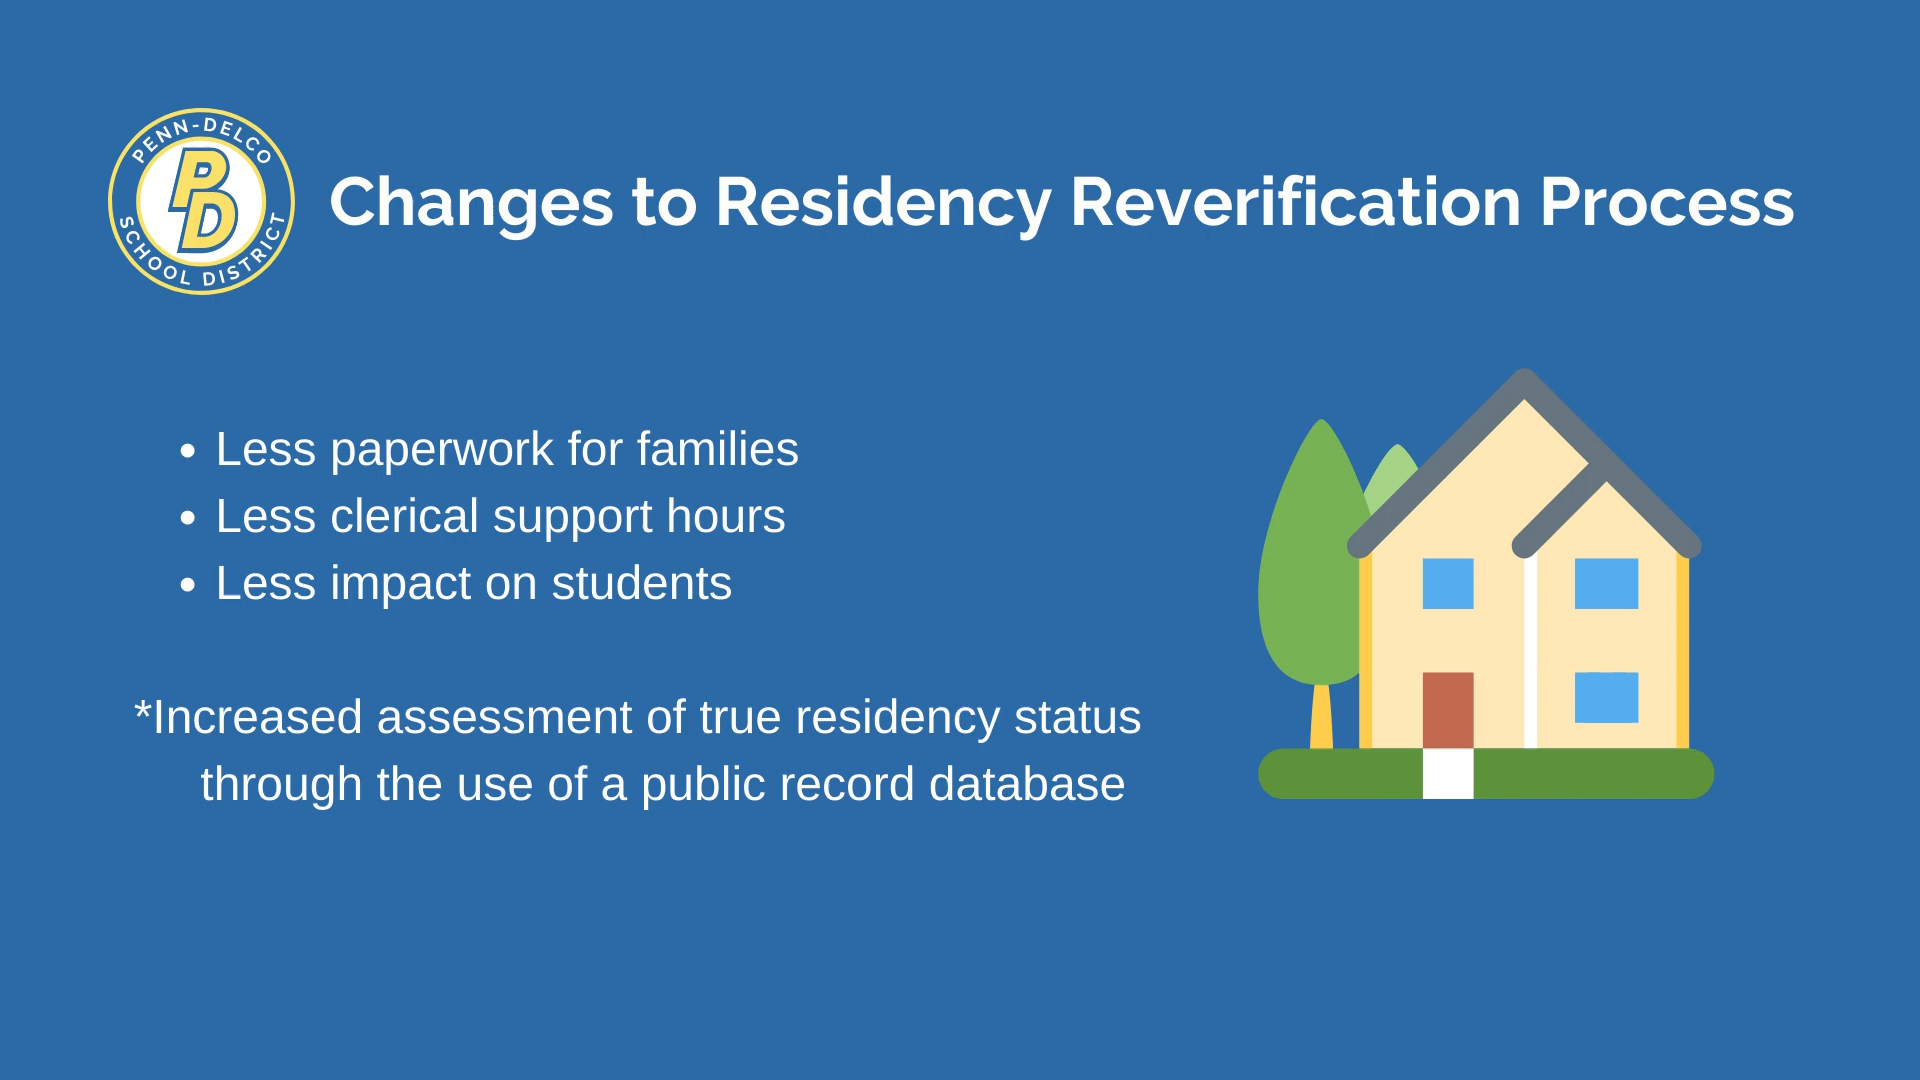 PENN-DELCO
PD
SCHOOL DISTRICT
Changes to Residency Reverification Process
• Less paperwork for families
• Less clerical support hours
• Less impact on students
*Increased assessment of true residency status
through the use of a public record database